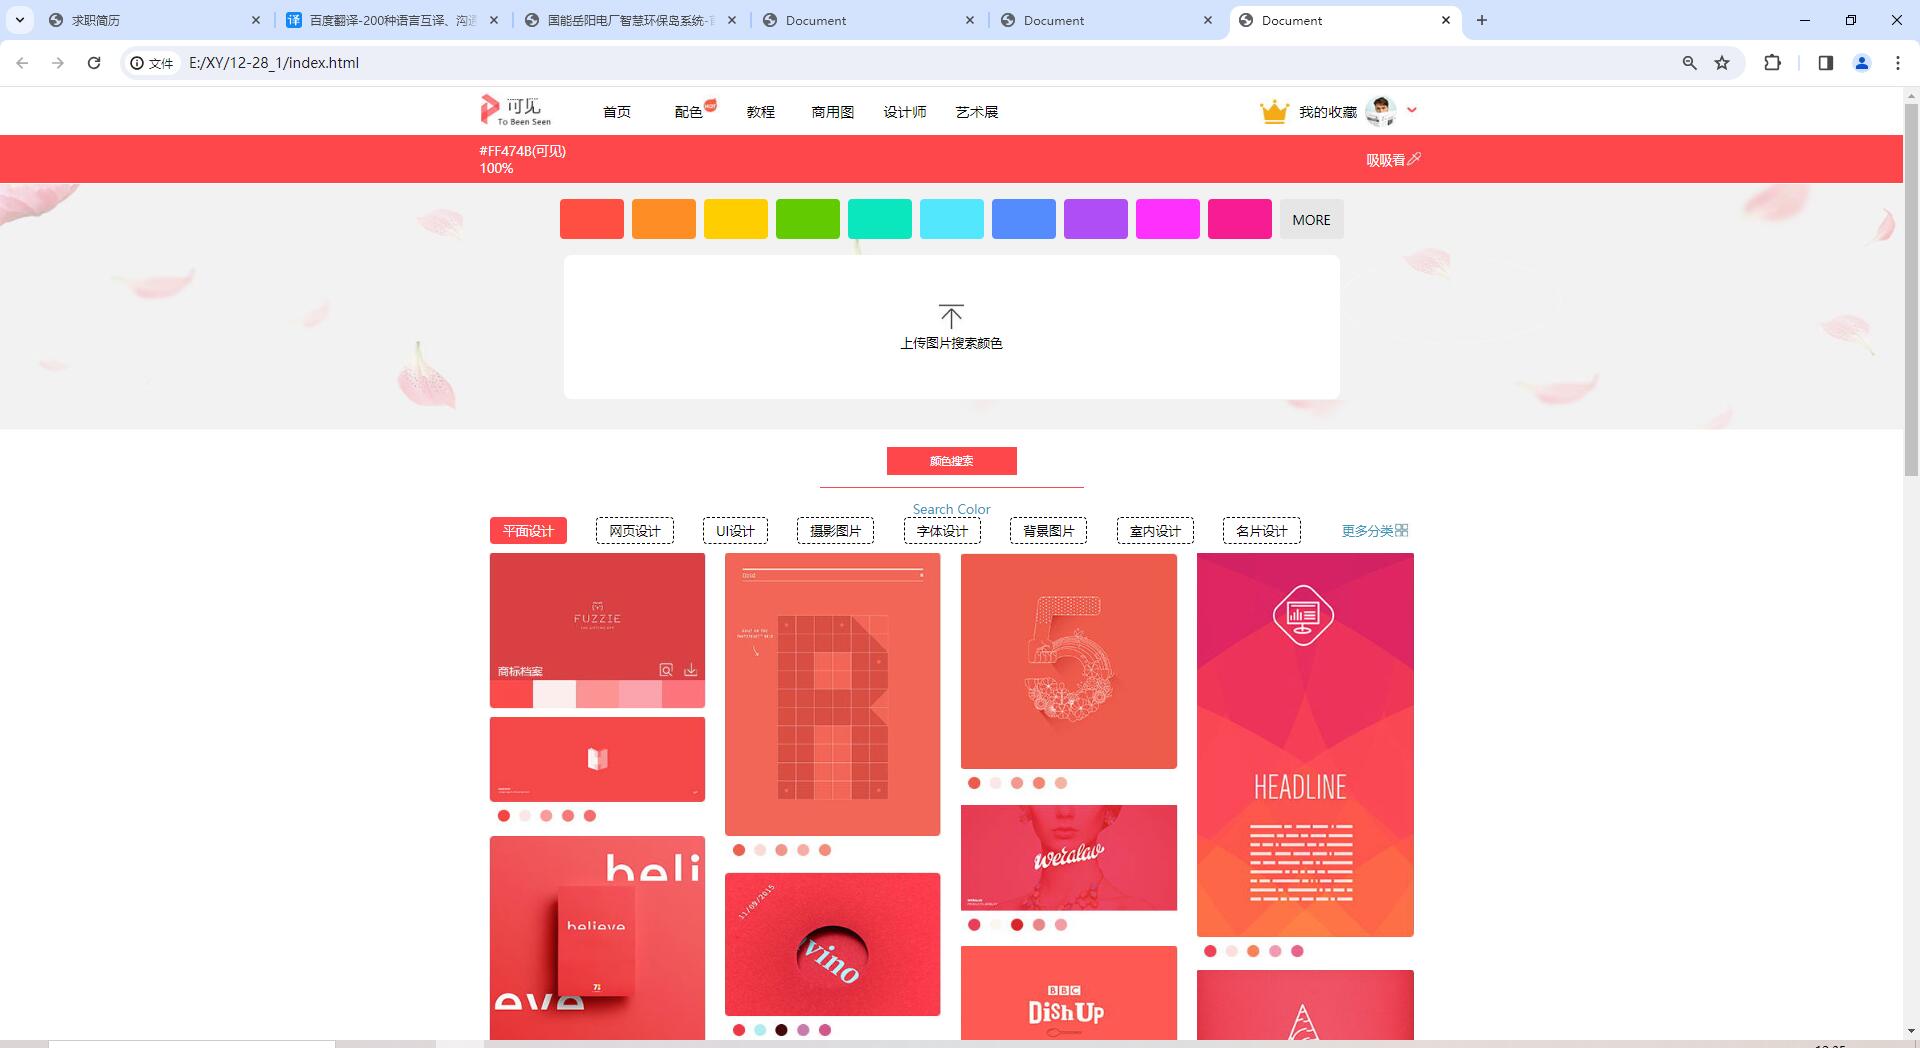 求职简历
百度翻译-200种语言互译、沟通
国能岳阳电厂智慧环保岛系统-百
Document
Document
Document
文件
E:/XY/12-28_1/index.html
可见
To Been Seen
首页
配色
HOT
教程
商用图
设计师
艺术展
我的收藏
#FF474B(可见)
100%
吸吸看
MORE
上传图片搜索颜色
颜色搜索
Search Color
平面设计
网页设计
UI设计
摄影图片
字体设计
背景图片
室内设计
名片设计
更多分类
FUZZIE
商标档案
Grid
HEADLINE
weralav
beli
believe
eve
11/09/2015
vino
BBC
Dish Up